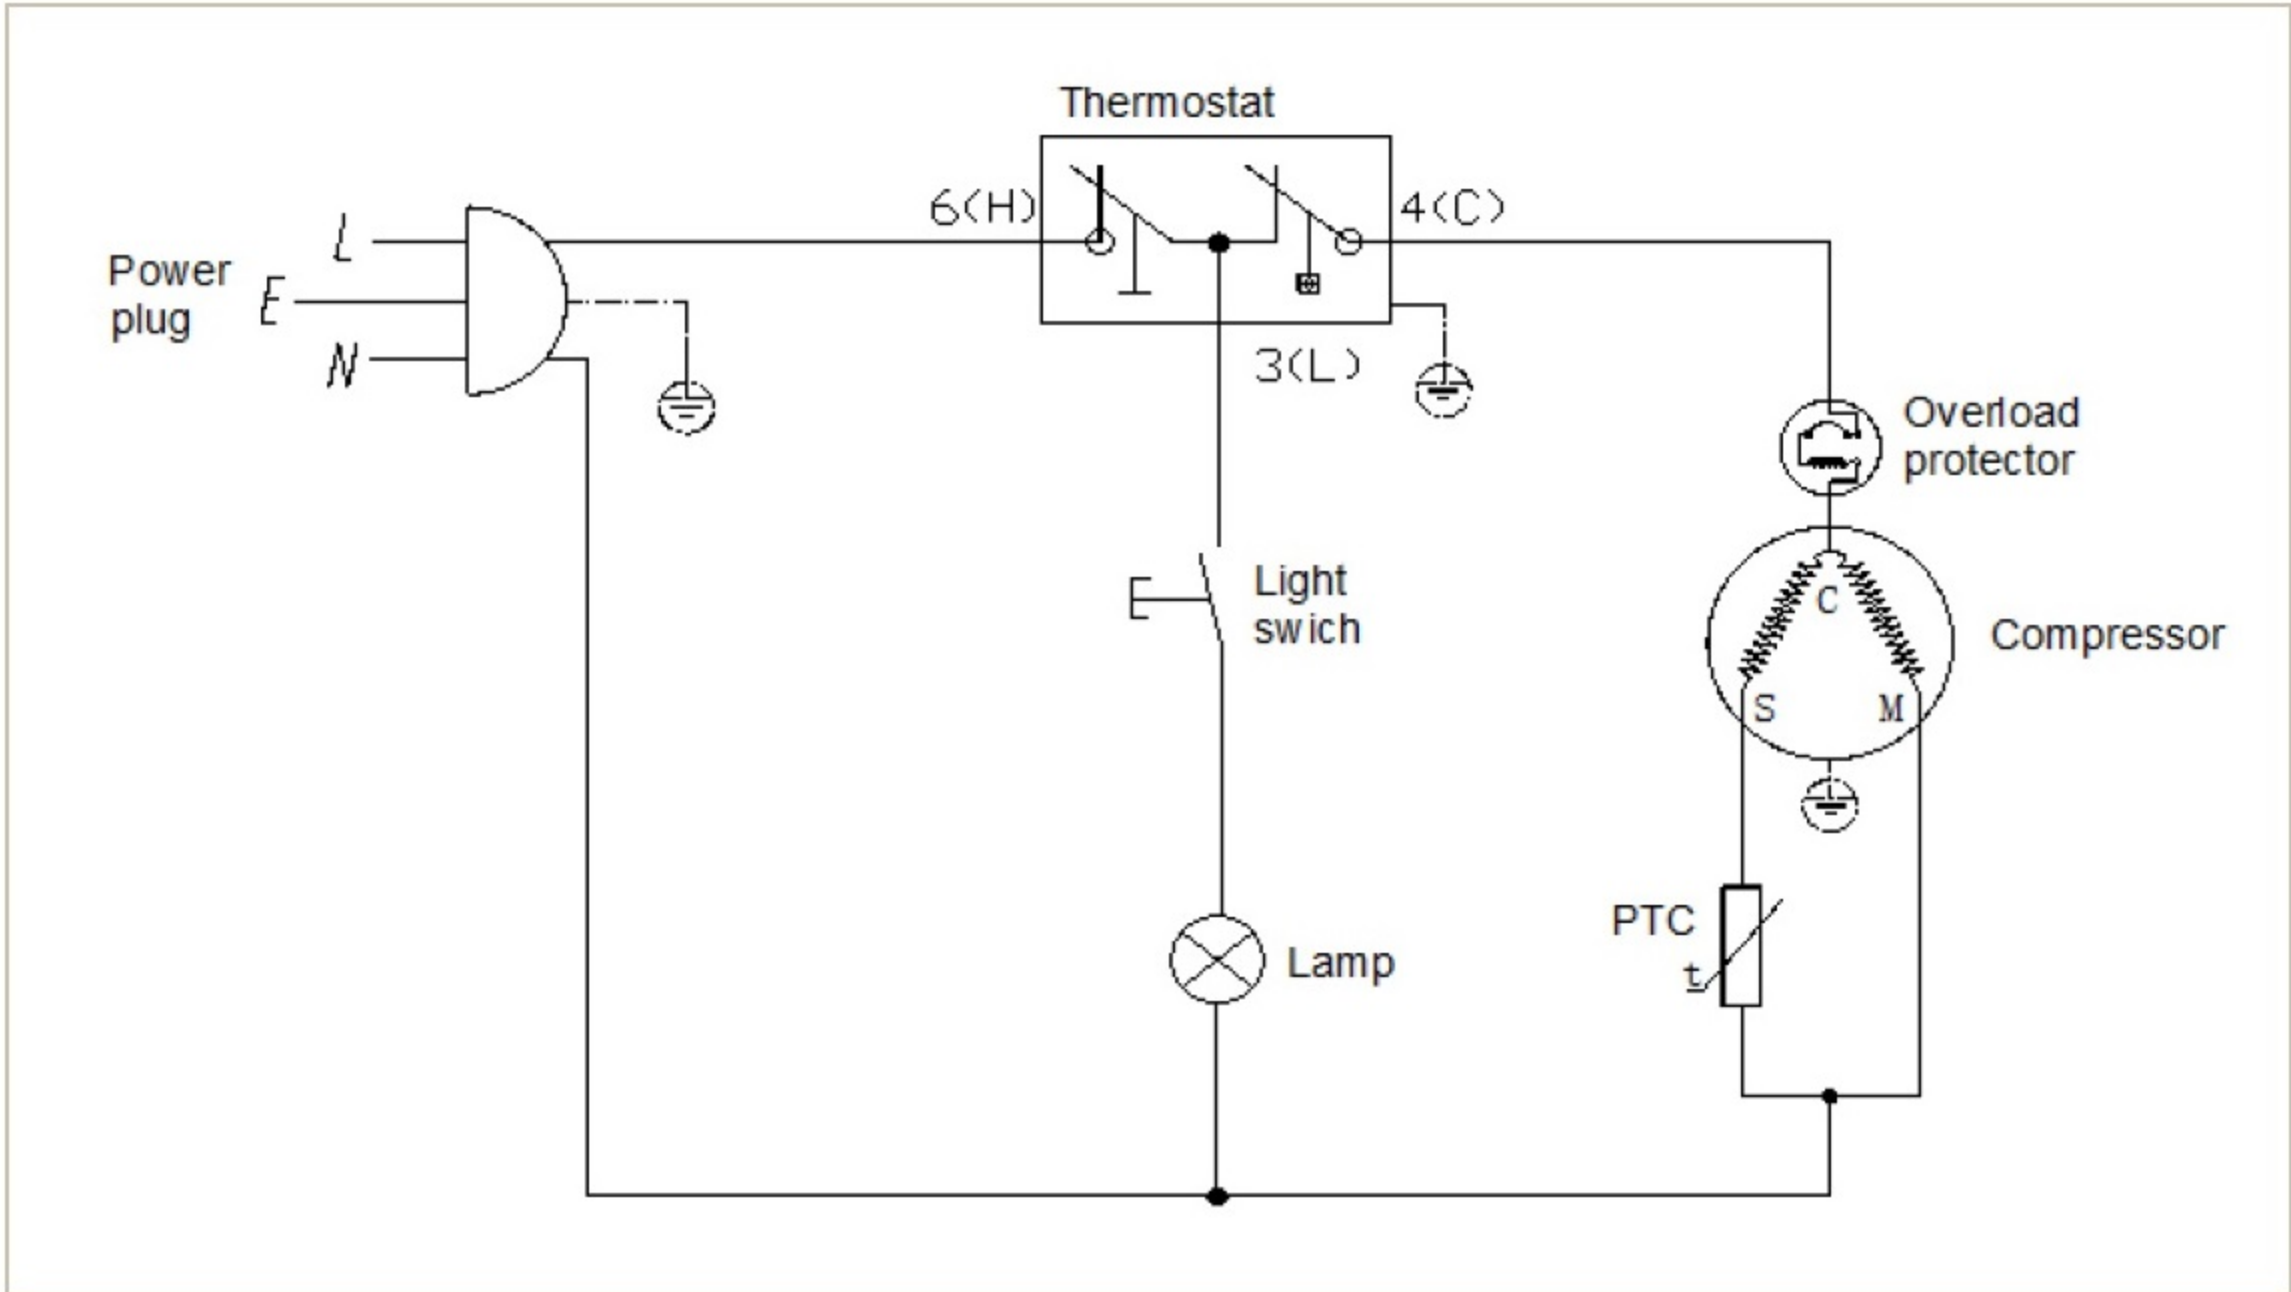 Thermostat
6(H)
4(C)
L
Power
plug
E
N
3(L)
Overload
protector
Light
swich
C
Compressor
S
M
PTC
t
Lamp